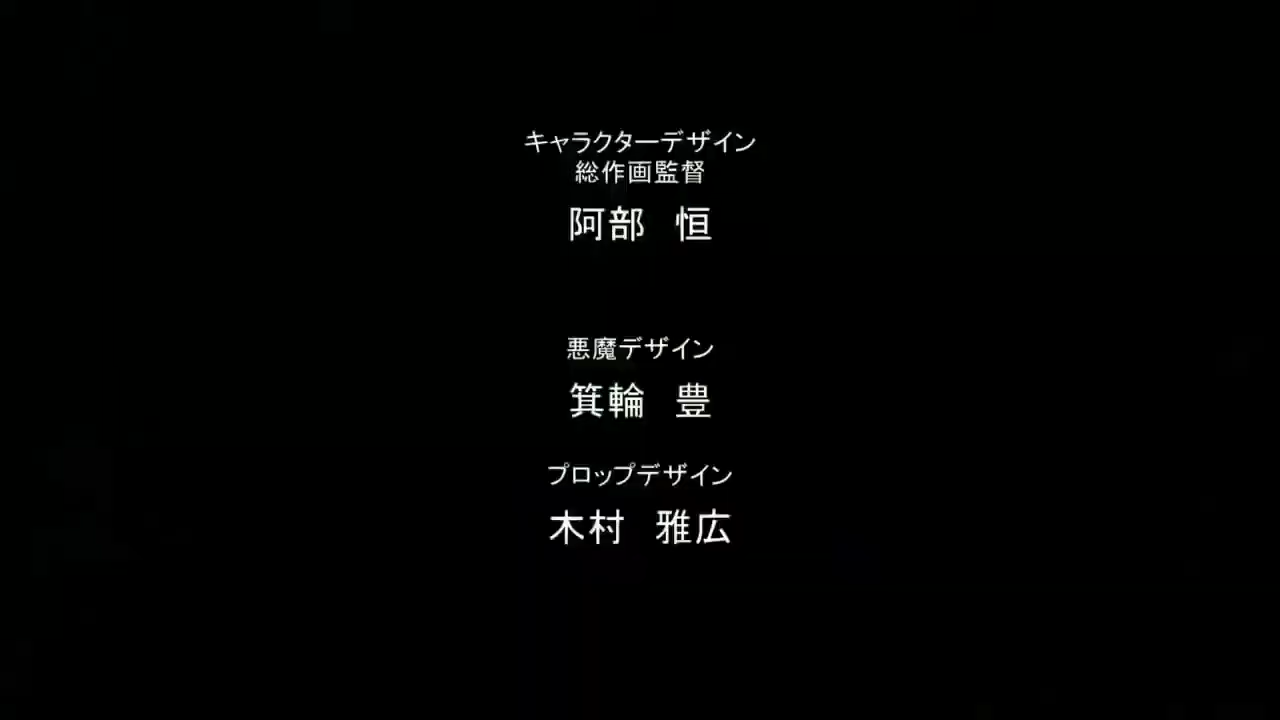 キャラクターデザイン
総作画監督
阿部　恒
悪魔デザイン
箕輪　豊
プロップデザイン
木村　雅広